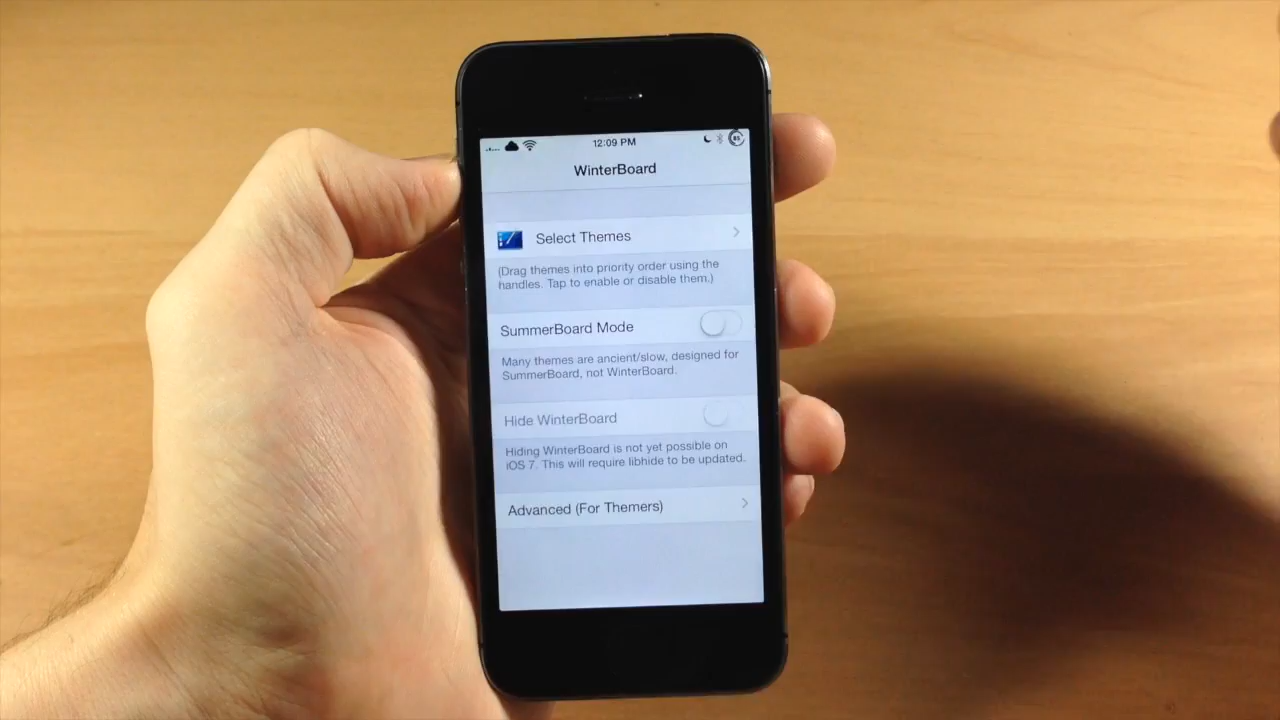 12:09 PM
WinterBoard
Select Themes
(Drag themes into priority order using the
handles. Tap to enable or disable them.)
SummerBoard Mode
Many themes are ancient/slow, designed for
SummerBoard, not WinterBoard.
Hide WinterBoard
Hiding WinterBoard is not yet possible on
iOS 7. This will require libhide to be updated.
Advanced (For Themers)